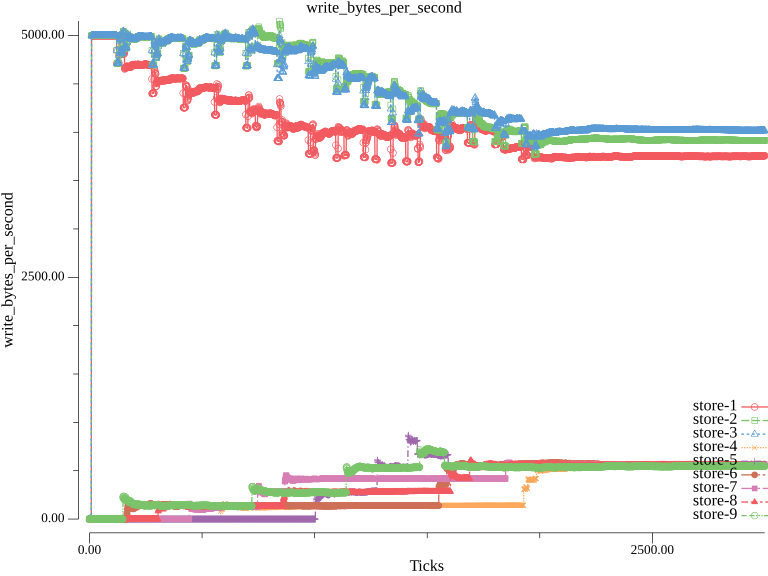 write_bytes_per_second
5000.00
2500.00
0.00
write_bytes_per_second
0.00
2500.00
Ticks
store-1
store-2
store-3
store-4
store-5
store-6
store-7
store-8
store-9